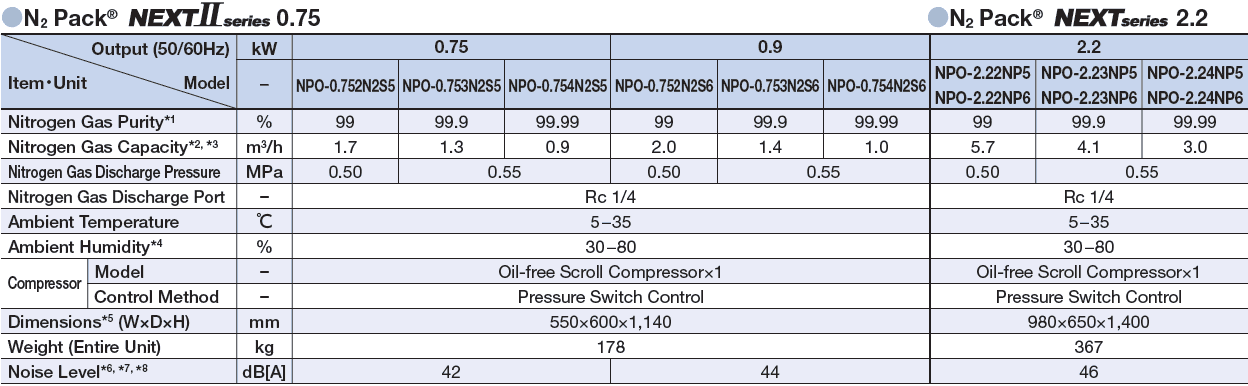 N2 Pack® NEXTII series 0.75 N2 Pack® NEXT series 2.2
Output (50/60Hz) kW 0.75 0.9 2.2
Item・Unit Model – NPO-0.752N2S5 NPO-0.753N2S5 NPO-0.754N2S5 NPO-0.752N2S6 NPO-0.753N2S6 NPO-0.754N2S6 NPO-2.22NP5 NPO-2.23NP5 NPO-2.24NP5
NPO-2.22NP6 NPO-2.23NP6 NPO-2.24NP6
Nitrogen Gas Purity*1 % 99 99.9 99.99 99 99.9 99.99 99 99.9 99.99
Nitrogen Gas Capacity*2, *3 m³/h 1.7 1.3 0.9 2.0 1.4 1.0 5.7 4.1 3.0
Nitrogen Gas Discharge Pressure MPa 0.50 0.55 0.50 0.55 0.50 0.55
Nitrogen Gas Discharge Port – Rc 1/4 Rc 1/4
Ambient Temperature ℃ 5–35 5–35
Ambient Humidity*4 % 30–80 30–80
Compressor Model – Oil-free Scroll Compressor×1 Oil-free Scroll Compressor×1
Control Method – Pressure Switch Control Pressure Switch Control
Dimensions*5 (W×D×H) mm 550×600×1,140 980×650×1,400
Weight (Entire Unit) kg 178 367
Noise Level*6, *7, *8 dB[A] 42 44 46